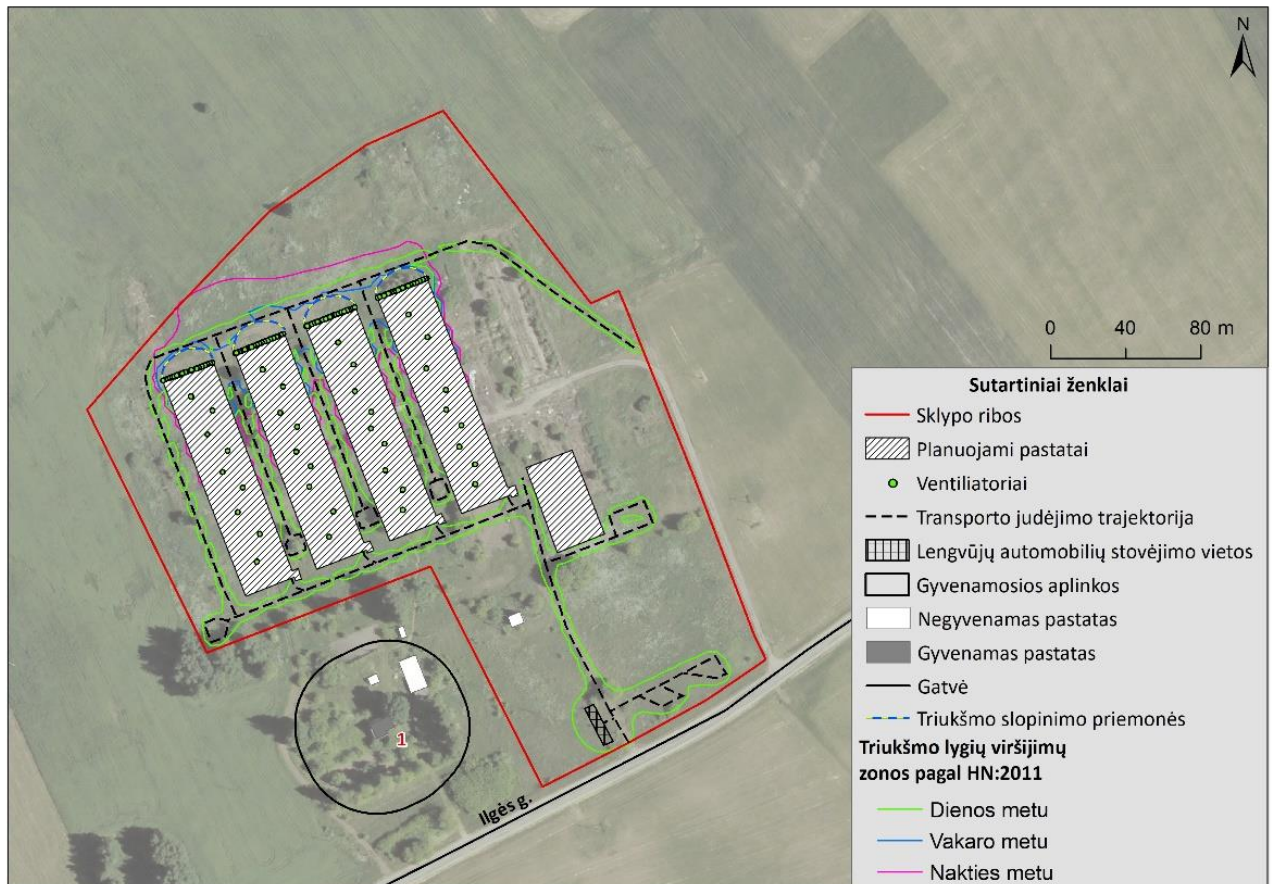 N
0 40 80 m
Sutartiniai ženklai
Sklypo ribos
Planuojami pastatai
Ventiliatoriai
Transporto judėjimo trajektorija
Lengvūjų automobilių stovėjimo vietos
Gyvenamosios aplinkos
Negyvenamas pastatas
Gyvenamas pastatas
Gatvė
Triukšmo slopinimo priemonės
Triukšmo lygių viršijimų
zonos pagal HN:2011
Dienos metu
Vakaro metu
Nakties metu
1
Ilgės g.